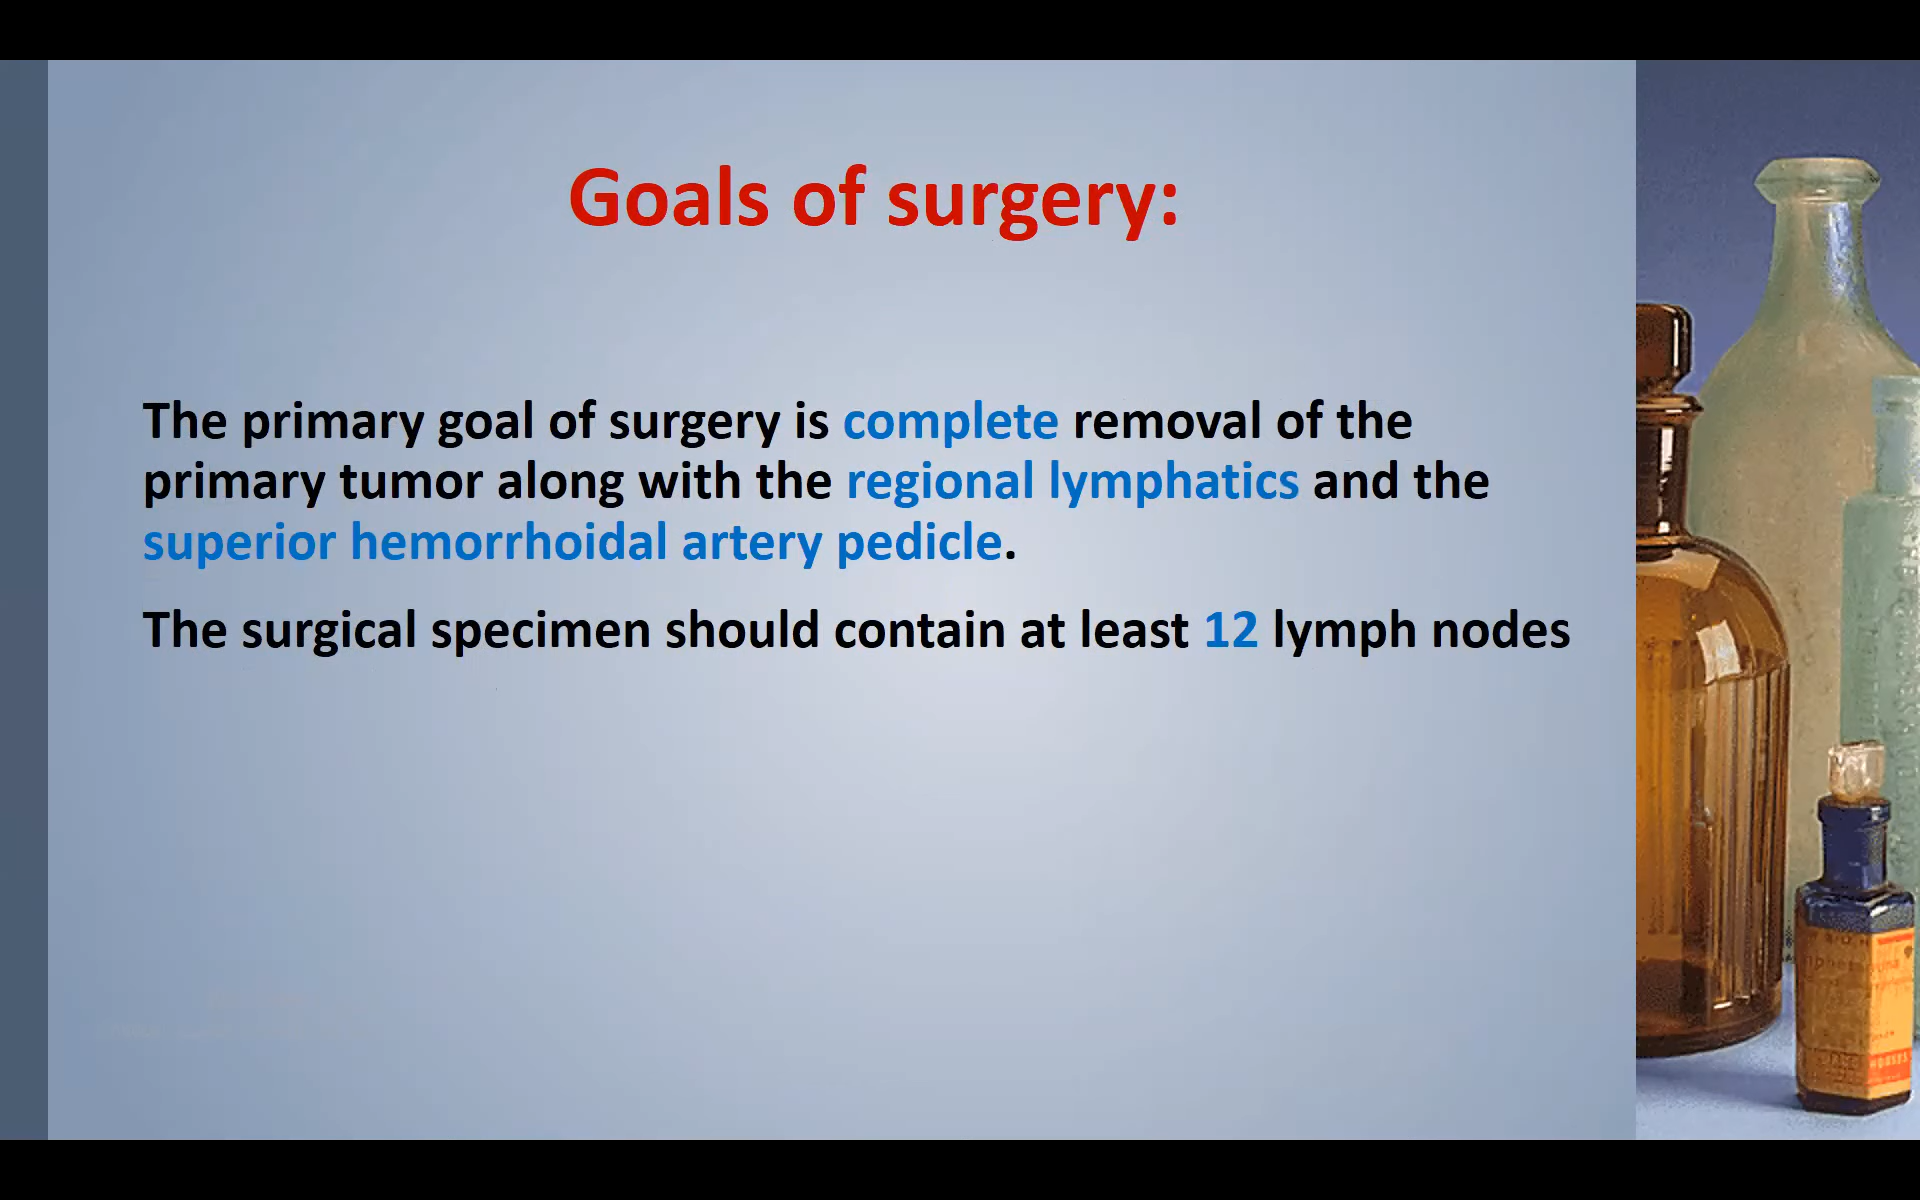 Goals of surgery:
The primary goal of surgery is complete removal of the
primary tumor along with the regional lymphatics and the
superior hemorrhoidal artery pedicle.
The surgical specimen should contain at least 12 lymph nodes